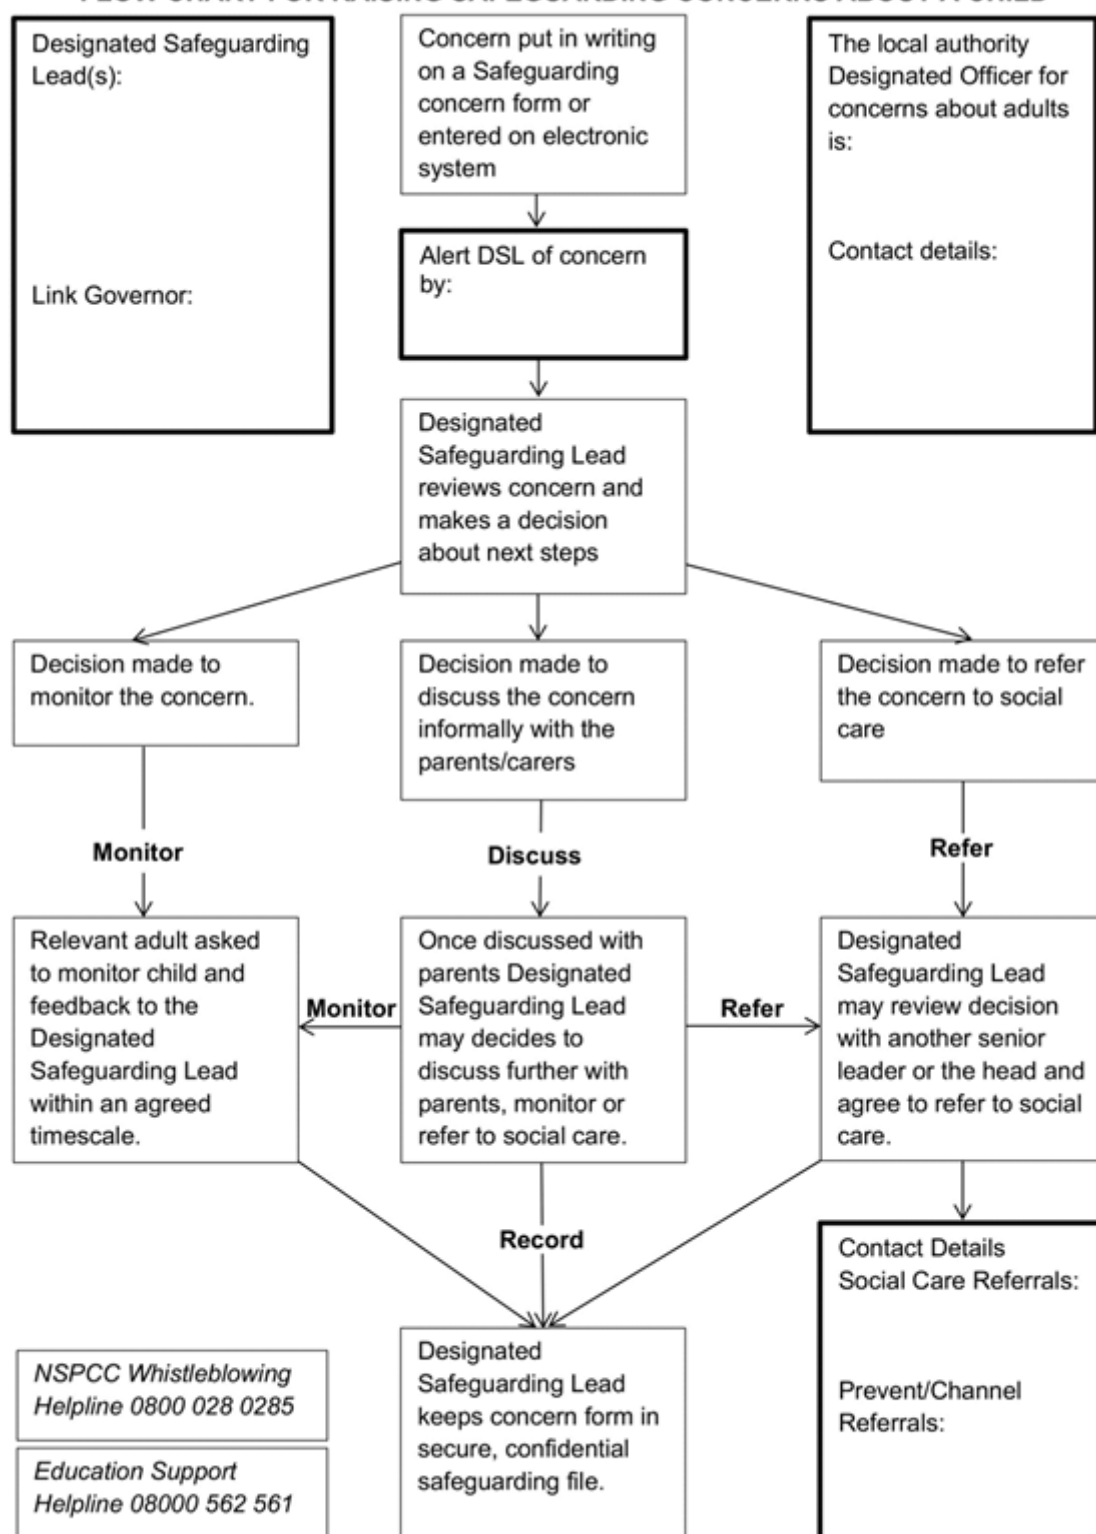 FLOW CHART FOR RAISING SAFEGUARDING CONCERNS ABOUT A CHILD
Designated Safeguarding
Lead(s):
Link Governor:
Concern put in writing
on a Safeguarding
concern form or
entered on electronic
system
The local authority
Designated Officer for
concerns about adults
is:
Contact details:
Alert DSL of concern
by:
Designated
Safeguarding Lead
reviews concern and
makes a decision
about next steps
Decision made to
monitor the concern.
Decision made to
discuss the concern
informally with the
parents/carers
Decision made to refer
the concern to social
care
Monitor
Discuss
Refer
Relevant adult asked
to monitor child and
feedback to the
Designated
Safeguarding Lead
within an agreed
timescale.
Monitor
Once discussed with
parents Designated
Safeguarding Lead
may decides to
discuss further with
parents, monitor or
refer to social care.
Refer
Designated
Safeguarding Lead
may review decision
with another senior
leader or the head and
agree to refer to social
care.
Record
Contact Details
Social Care Referrals:
Prevent/Channel
Referrals:
Designated
Safeguarding Lead
keeps concern form in
secure, confidential
safeguarding file.
NSPCC Whistleblowing
Helpline 0800 028 0285
Education Support
Helpline 08000 562 561